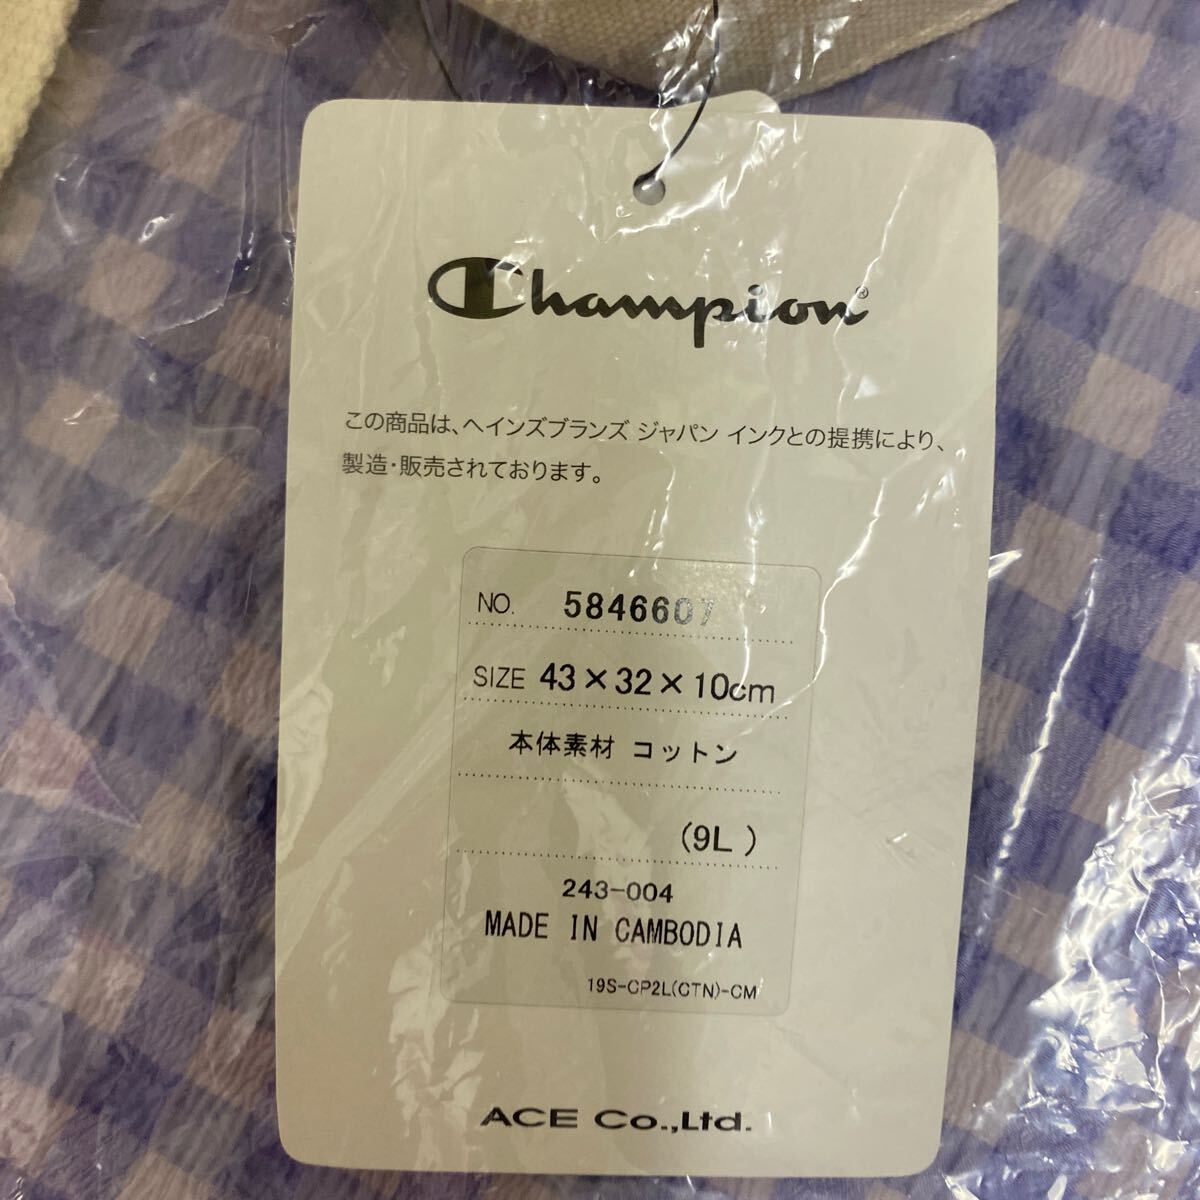 Champion®
この商品は、ヘインズブランズ ジャパン インクとの提携により、
製造・販売されております。
NO. 5846607
SIZE 43×32×10cm
本体素材 コットン
(9L )
243-004
MADE IN CAMBODIA
19S-CP2L(CTN)-CM
ACE Co.,Ltd.